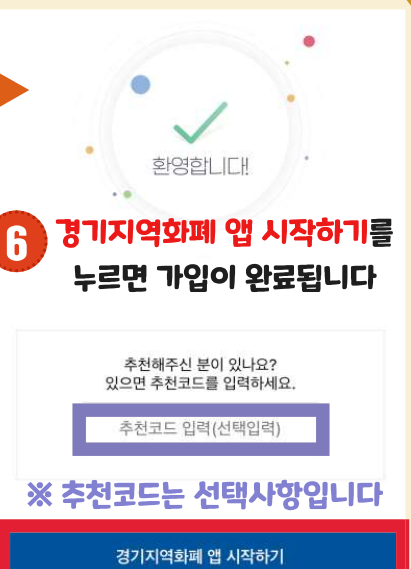 환영합니다!
6 경기지역화폐 앱 시작하기를
누르면 가입이 완료됩니다
추천해주신 분이 있나요?
있으면 추천코드를 입력하세요.
추천코드 입력(선택입력)
※ 추천코드는 선택사항입니다
경기지역화폐 앱 시작하기